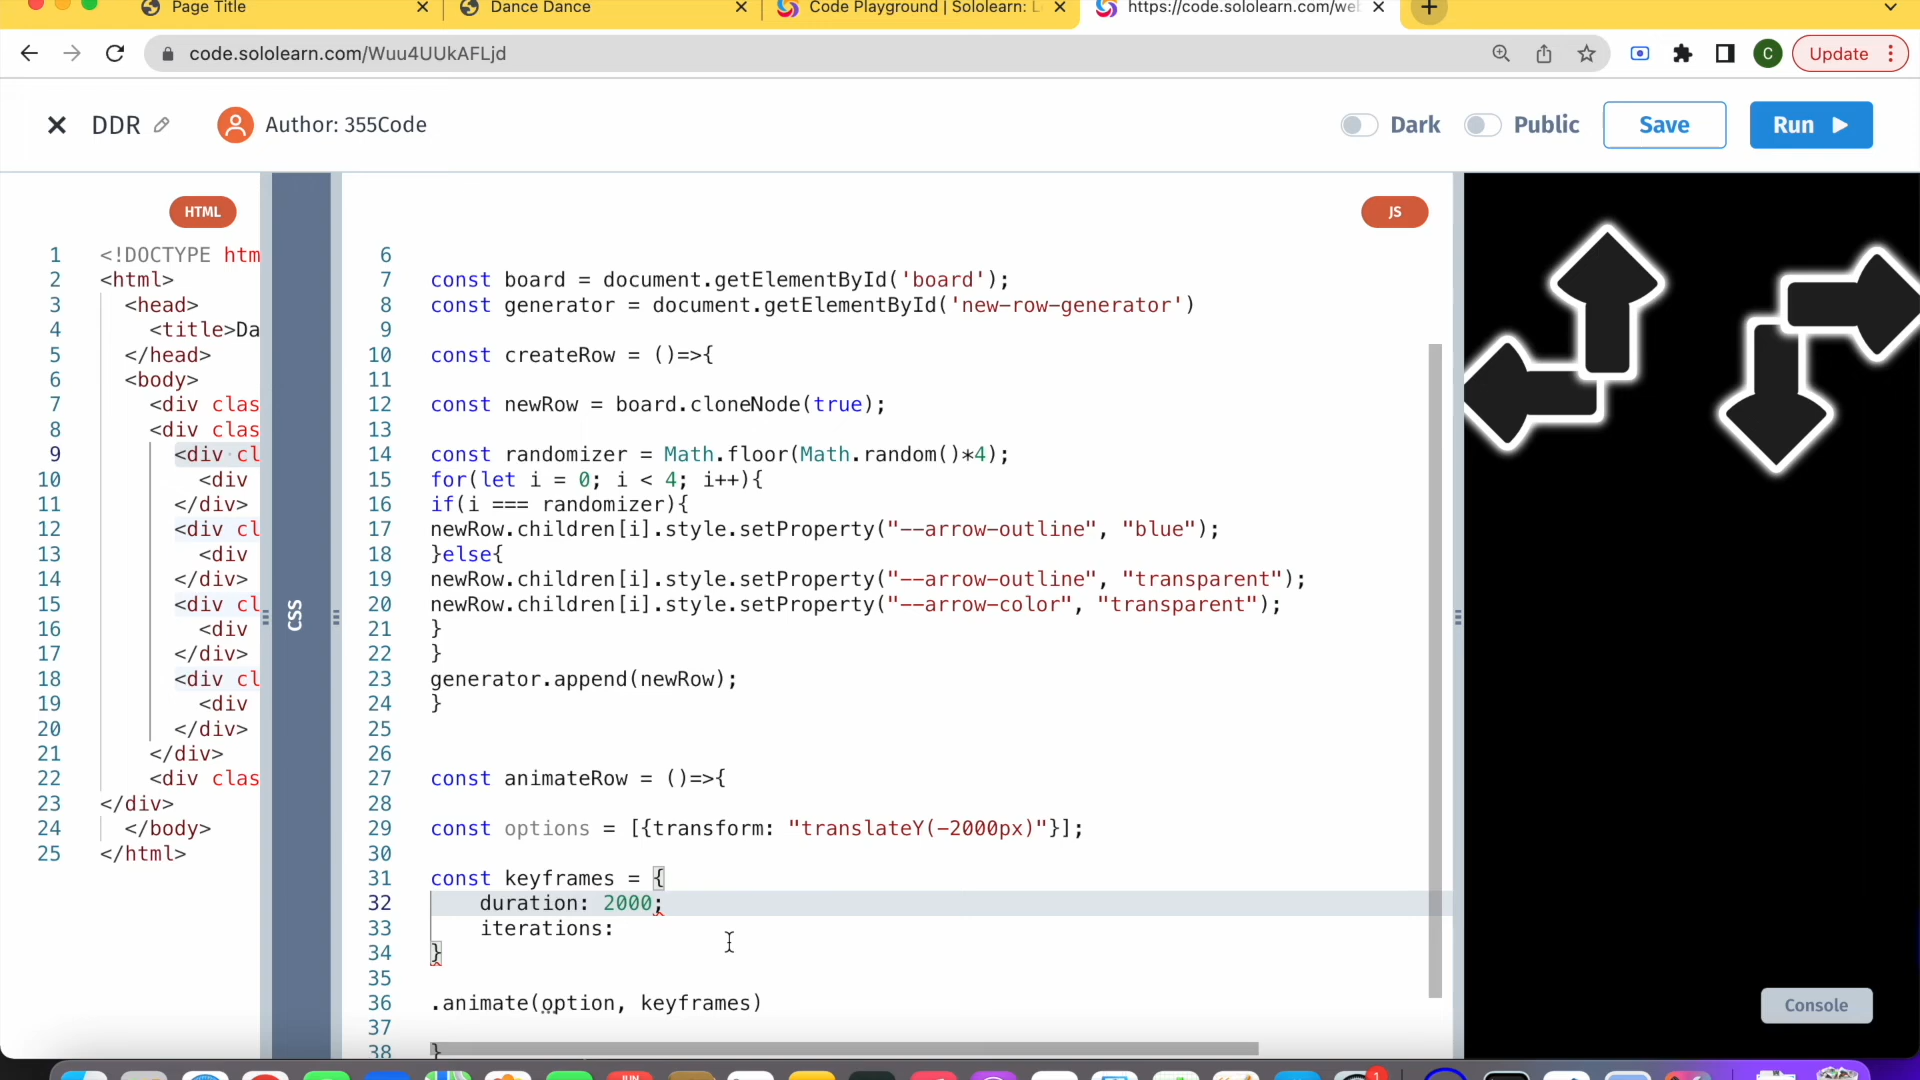 Page Title
Dance Dance
Code Playground | Sololearn: L
https://code.sololearn.com/we
code.sololearn.com/Wuu4UUkAFLjd
C
Update
DDR
Author: 355Code
Dark
Public
Save
Run
HTML
1 <!DOCTYPE htm
2 <html>
3 <head>
4 <title>Da
5 </head>
6 <body>
7 <div clas
8 <div clas
9 <div cl
10 <div
11 </div>
12 <div cl
13 <div
14 </div>
15 <div cl
16 <div
17 </div>
18 <div cl
19 <div
20 </div>
21 </div>
22 <div clas
23 </div>
24 </body>
25 </html>
CSS
JS
6
7 const board = document.getElementById('board');
8 const generator = document.getElementById('new-row-generator')
9
10 const createRow = ()=>{
11
12 const newRow = board.cloneNode(true);
13
14 const randomizer = Math.floor(Math.random()*4);
15 for(let i = 0; i < 4; i++){
16 if(i === randomizer){
17 newRow.children[i].style.setProperty("--arrow-outline", "blue");
18 }else{
19 newRow.children[i].style.setProperty("--arrow-outline", "transparent");
20 newRow.children[i].style.setProperty("--arrow-color", "transparent");
21 }
22 }
23 generator.append(newRow);
24 }
25
26
27 const animateRow = ()=>{
28
29 const options = [{transform: "translateY(-2000px)"}];
30
31 const keyframes = {
32 duration: 2000;
33 iterations:
34 }
35
36 .animate(option, keyframes)
37
38 }
Console
JUN
1